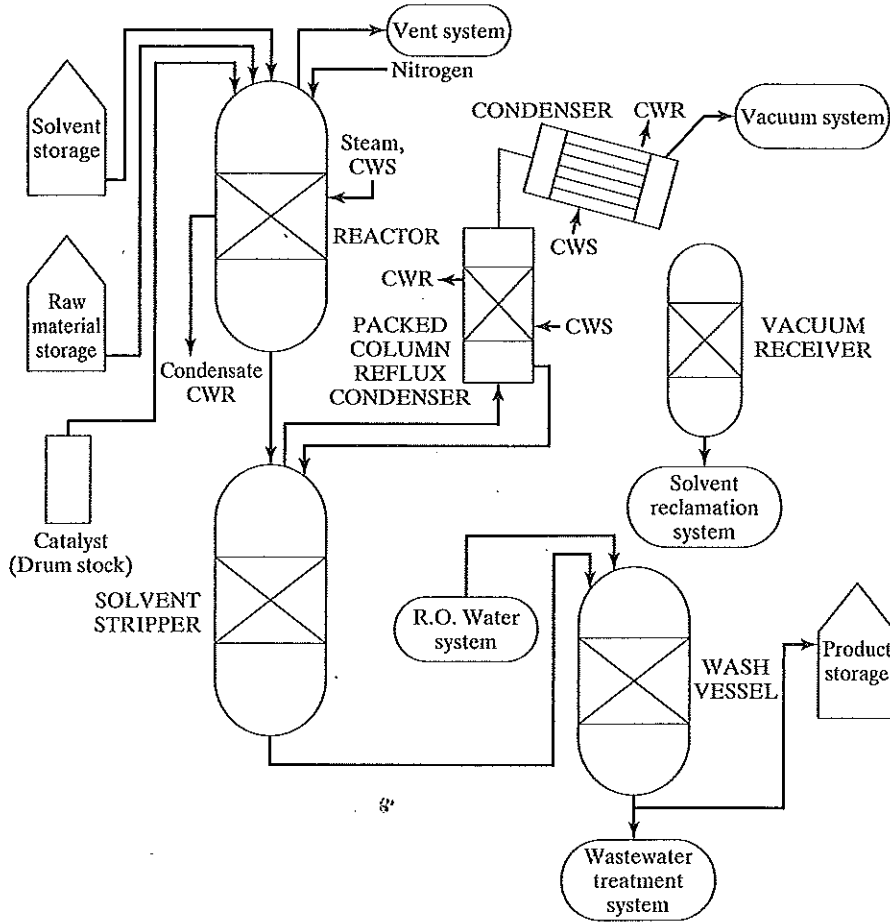 Vent system
Nitrogen
Solvent
storage
Steam,
CWS
REACTOR
Raw
material
storage
Condensate
CWR
Catalyst
(Drum stock)
CONDENSER
CWR
Vacuum system
CWS
CWR
CWS
PACKED
COLUMN
REFLUX
CONDENSER
VACUUM
RECEIVER
Solvent
reclamation
system
SOLVENT
STRIPPER
R.O. Water
system
WASH
VESSEL
Product
storage
Wastewater
treatment
system